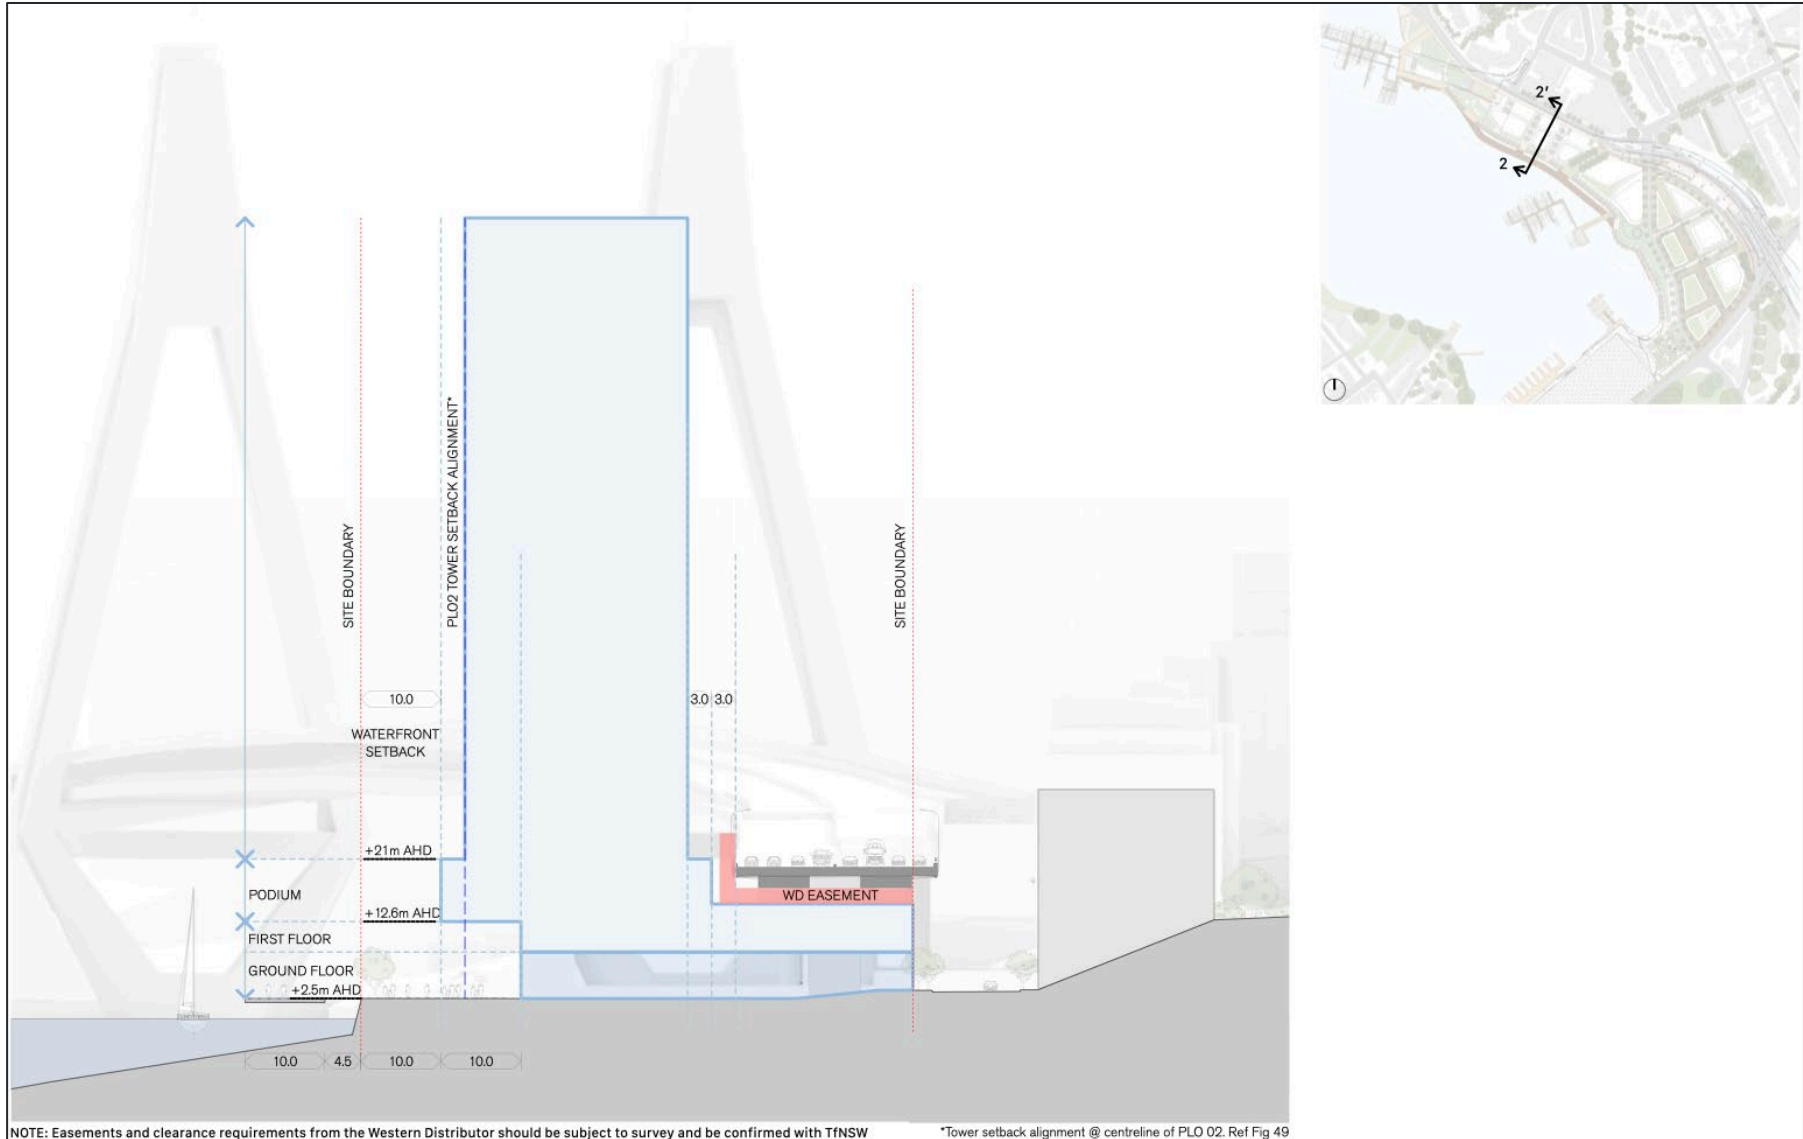 2'
2
SITE BOUNDARY
PLO2 TOWER SETBACK ALIGNMENT*
SITE BOUNDARY
10.0
3.0
3.0
WATERFRONT
SETBACK
+21m AHD
PODIUM
WD EASEMENT
+12.6m AHD
FIRST FLOOR
GROUND FLOOR
+2.5m AHD
10.0
4.5
10.0
10.0
NOTE: Easements and clearance requirements from the Western Distributor should be subject to survey and be confirmed with TfNSW
*Tower setback alignment @ centreline of PLO 02. Ref Fig 49